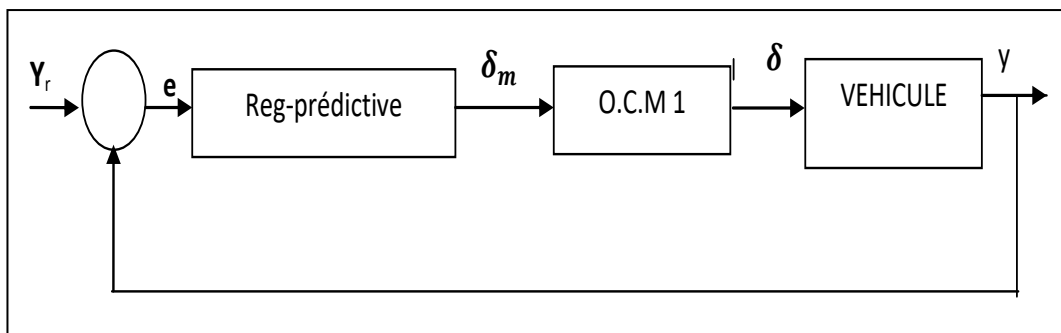 Yr
e
Reg-prédictive
δm
O.C.M 1
δ
VEHICULE
y